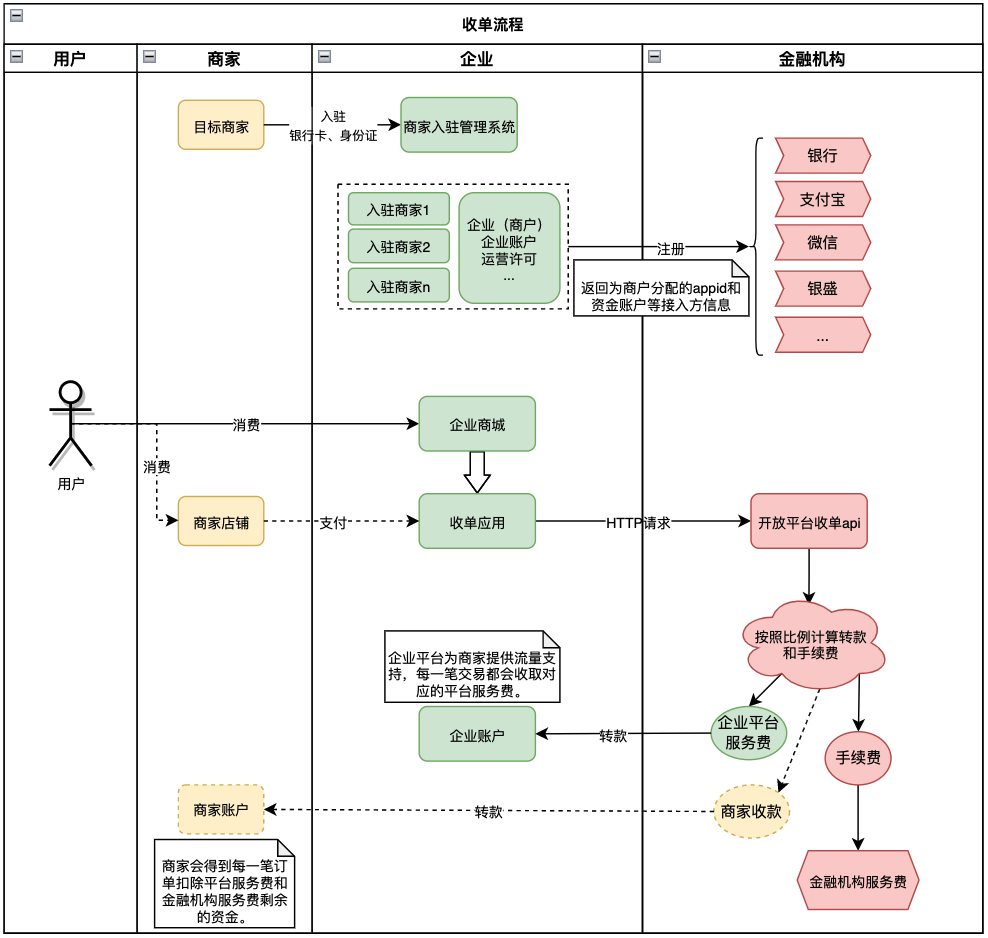 收单流程
用户
商家
企业
金融机构
目标商家
入驻
银行卡、身份证
商家入驻管理系统
入驻商家1
入驻商家2
入驻商家n
企业（商户）
企业账户
运营许可
...
注册
返回为商户分配的appid和
资金账户等接入方信息
银行
支付宝
微信
银盛
...
用户
消费
消费
企业商城
商家店铺
支付
收单应用
HTTP请求
开放平台收单api
按照比例计算转款
和手续费
企业平台为商家提供流量支
持，每一笔交易都会收取对
应的平台服务费。
企业账户
转款
企业平台
服务费
手续费
商家账户
转款
商家收款
商家会得到每一笔订
单扣除平台服务费和
金融机构服务费剩余
的资金。
金融机构服务费